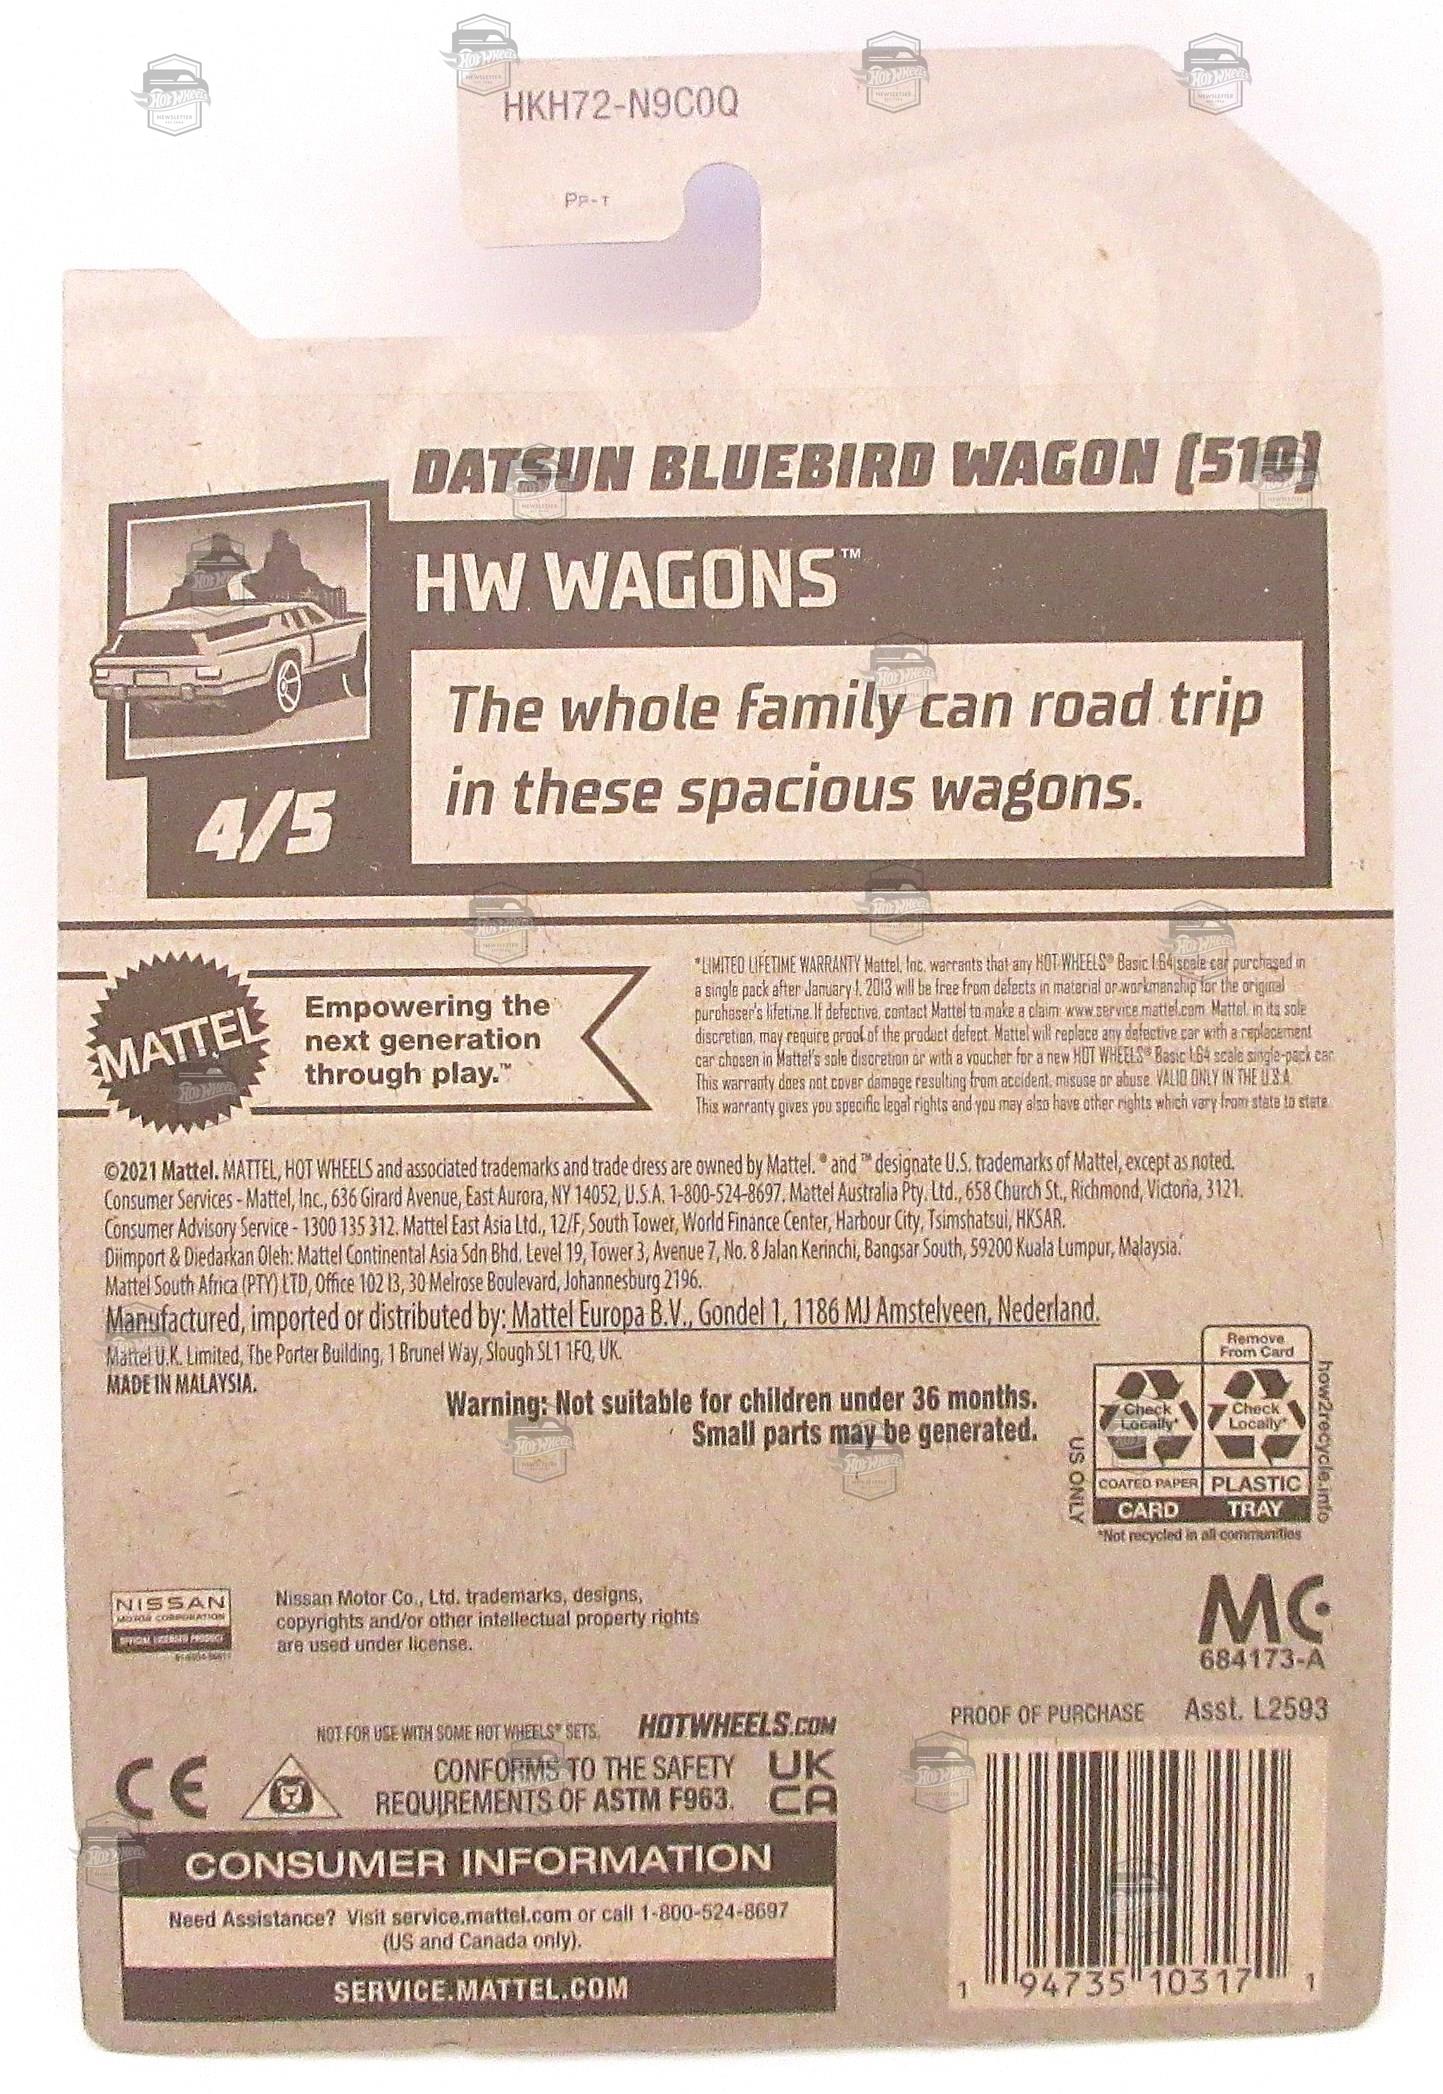 HKH72-N9C0Q
PP-T
DATSUN BLUEBIRD WAGON (510)
HW WAGONS™
The whole family can road trip
in these spacious wagons.
4/5
MATTEL
Empowering the
next generation
through play.™
*LIMITED LIFETIME WARRANTY Mattel, Inc. warrants that any HOT WHEELS® Basic 1:64 scale car purchased in
a single pack after January 1, 2013 will be free from defects in material or workmanship for the original
purchaser's lifetime. If defective, contact Mattel to make a claim: www.service.mattel.com. Mattel, in its sole
discretion, may require proof of the product defect. Mattel will replace any defective car with a replacement
car chosen in Mattel's sole discretion or with a voucher for a new HOT WHEELS® Basic 1:64 scale single-pack car.
This warranty does not cover damage resulting from accident, misuse or abuse. VALID ONLY IN THE U.S.A.
This warranty gives you specific legal rights and you may also have other rights which vary from state to state.
©2021 Mattel. MATTEL, HOT WHEELS and associated trademarks and trade dress are owned by Mattel. ® and ™ designate U.S. trademarks of Mattel, except as noted.
Consumer Services - Mattel, Inc., 636 Girard Avenue, East Aurora, NY 14052, U.S.A. 1-800-524-8697. Mattel Australia Pty. Ltd., 658 Church St., Richmond, Victoria, 3121.
Consumer Advisory Service - 1300 135 312. Mattel East Asia Ltd., 12/F, South Tower, World Finance Center, Harbour City, Tsimshatsui, HKSAR.
Diimport & Diedarkan Oleh: Mattel Continental Asia Sdn Bhd. Level 19, Tower 3, Avenue 7, No. 8 Jalan Kerinchi, Bangsar South, 59200 Kuala Lumpur, Malaysia.
Mattel South Africa (PTY) LTD, Office 102 I3, 30 Melrose Boulevard, Johannesburg 2196.
Manufactured, imported or distributed by: Mattel Europa B.V., Gondel 1, 1186 MJ Amstelveen, Nederland.
Mattel U.K. Limited, The Porter Building, 1 Brunel Way, Slough SL1 1FQ, UK.
MADE IN MALAYSIA.
Warning: Not suitable for children under 36 months.
Small parts may be generated.
Remove
From Card
Check
Locally*
Check
Locally*
COATED PAPER
PLASTIC
CARD
TRAY
US ONLY
how2recycle.info
*Not recycled in all communities
NISSAN
MOTOR CORPORATION
OFFICIAL LICENSED PRODUCT
Nissan Motor Co., Ltd. trademarks, designs,
copyrights and/or other intellectual property rights
are used under license.
MC
684173-A
PROOF OF PURCHASE Asst. L2593
NOT FOR USE WITH SOME HOT WHEELS® SETS. HOTWHEELS.COM
CE
CONFORMS TO THE SAFETY
REQUIREMENTS OF ASTM F963.
UK
CA
CONSUMER INFORMATION
Need Assistance? Visit service.mattel.com or call 1-800-524-8697
(US and Canada only).
SERVICE.MATTEL.COM
1 94735 10317 1